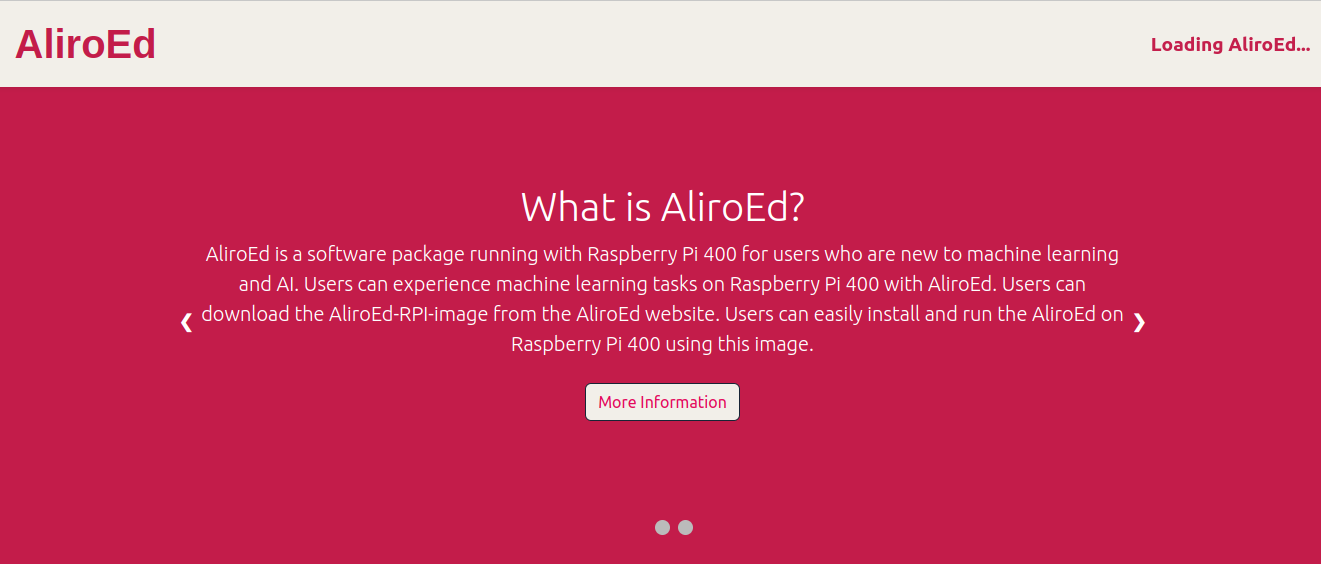 AliroEd
Loading AliroEd...
What is AliroEd?
AliroEd is a software package running with Raspberry Pi 400 for users who are new to machine learning
and AI. Users can experience machine learning tasks on Raspberry Pi 400 with AliroEd. Users can
download the AliroEd-RPI-image from the AliroEd website. Users can easily install and run the AliroEd on
Raspberry Pi 400 using this image.
More Information